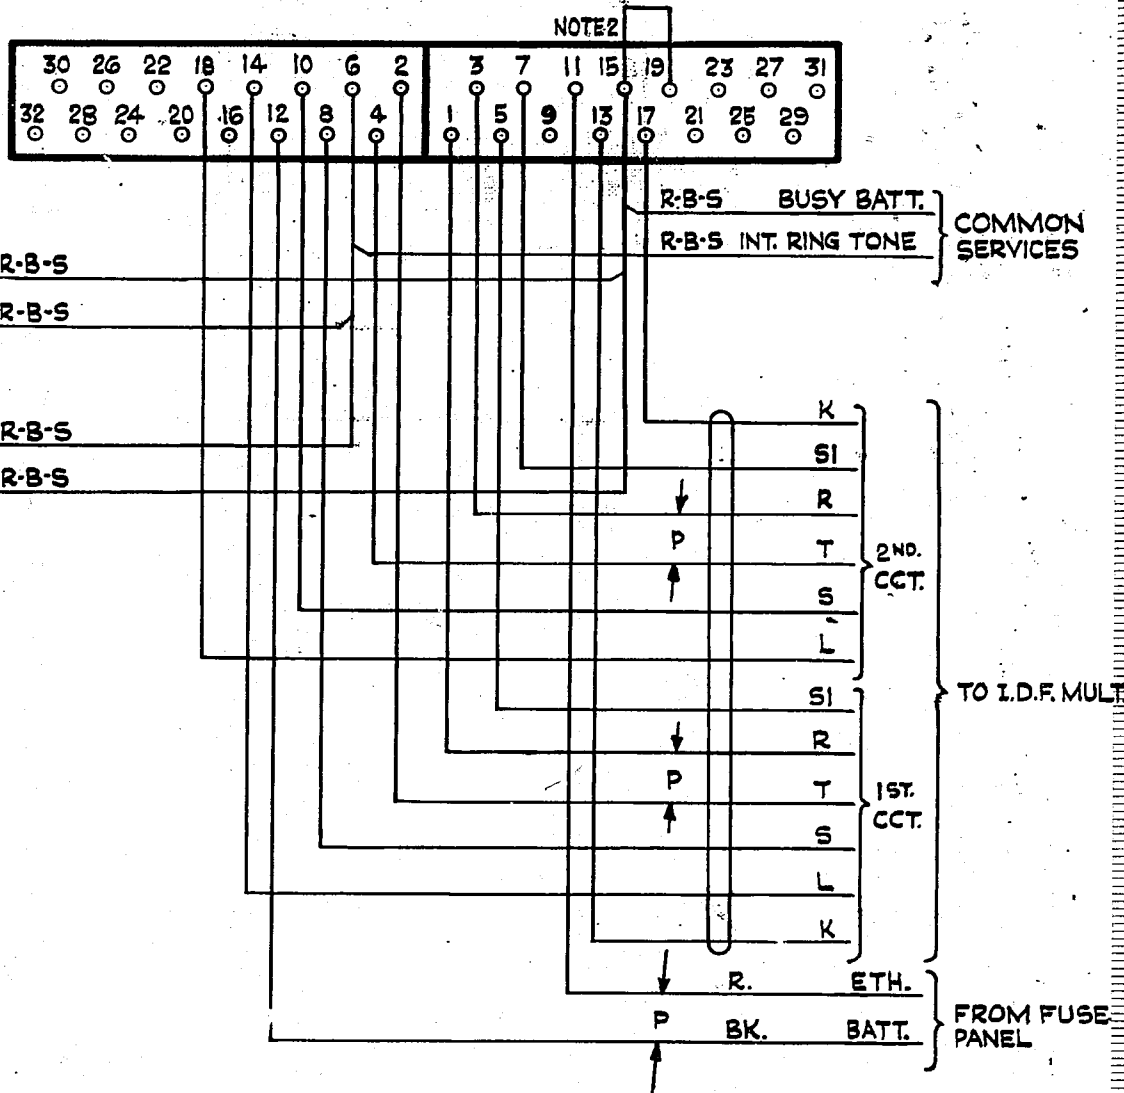 NOTE 2
30 26 22 18 14 10 6 2 3 7 11 15 19 23 27 31
32 28 24 20 16 12 8 4 1 5 9 13 17 21 25 29
R-B-S BUSY BATT.
R-B-S INT. RING TONE
COMMON
SERVICES
R-B-S
R-B-S
R-B-S
R-B-S
K
SI
R
P
T
S
L
2ND.
CCT.
SI
R
P
T
S
L
K
1ST.
CCT.
TO I.D.F. MULT
R. ETH.
P
BK. BATT.
FROM FUSE
PANEL